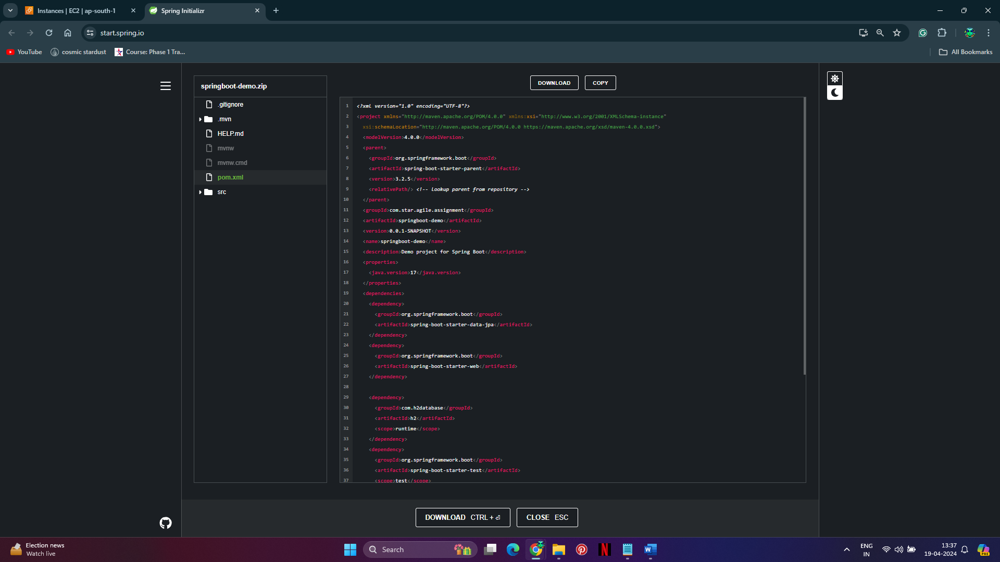 Instances | EC2 | ap-south-1
Spring Initializr
start.spring.io
YouTube
cosmic stardust
Course: Phase 1 Tra...
All Bookmarks
springboot-demo.zip
.gitignore
.mvn
HELP.md
mvnw
mvnw.cmd
pom.xml
src
DOWNLOAD
COPY
1 <?xml version="1.0" encoding="UTF-8"?>
2 <project xmlns="http://maven.apache.org/POM/4.0.0" xmlns:xsi="http://www.w3.org/2001/XMLSchema-instance"
3 xsi:schemaLocation="http://maven.apache.org/POM/4.0.0 https://maven.apache.org/xsd/maven-4.0.0.xsd">
4 <modelVersion>4.0.0</modelVersion>
5 <parent>
6 <groupId>org.springframework.boot</groupId>
7 <artifactId>spring-boot-starter-parent</artifactId>
8 <version>3.2.5</version>
9 <relativePath/> <!-- lookup parent from repository -->
10 </parent>
11 <groupId>com.star.agile.assignment</groupId>
12 <artifactId>springboot-demo</artifactId>
13 <version>0.0.1-SNAPSHOT</version>
14 <name>springboot-demo</name>
15 <description>Demo project for Spring Boot</description>
16 <properties>
17 <java.version>17</java.version>
18 </properties>
19 <dependencies>
20 <dependency>
21 <groupId>org.springframework.boot</groupId>
22 <artifactId>spring-boot-starter-data-jpa</artifactId>
23 </dependency>
24 <dependency>
25 <groupId>org.springframework.boot</groupId>
26 <artifactId>spring-boot-starter-web</artifactId>
27 </dependency>
28
29 <dependency>
30 <groupId>com.h2database</groupId>
31 <artifactId>h2</artifactId>
32 <scope>runtime</scope>
33 </dependency>
34 <dependency>
35 <groupId>org.springframework.boot</groupId>
36 <artifactId>spring-boot-starter-test</artifactId>
37 <scope>test</scope>
DOWNLOAD CTRL + ⏎
CLOSE ESC
Election news
Watch live
Search
ENG
IN
13:37
19-04-2024
PRE